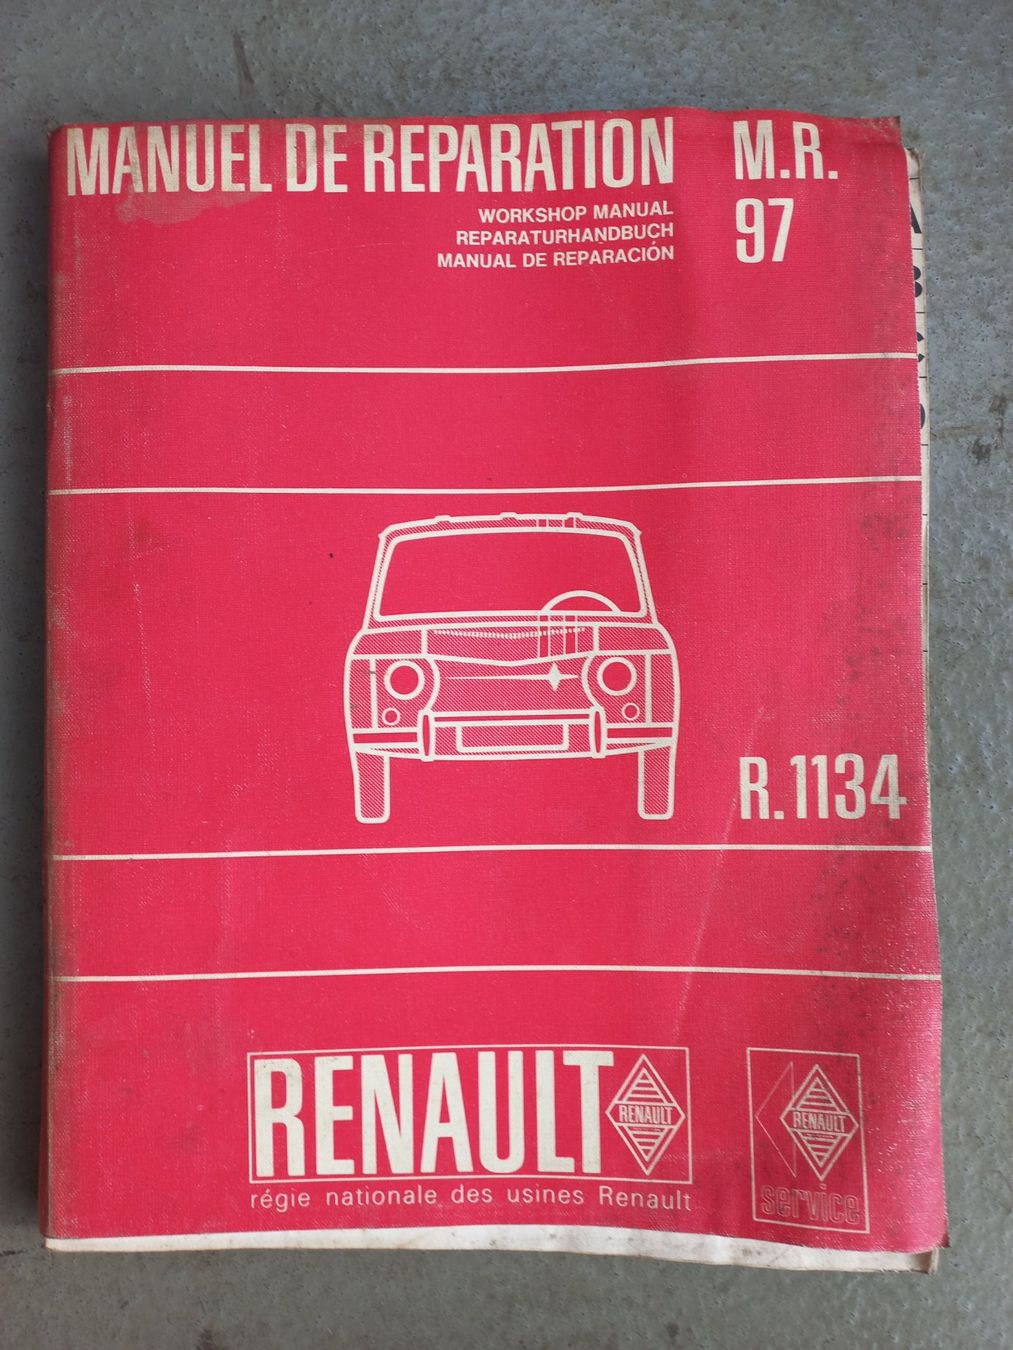 MANUEL DE REPARATION
WORKSHOP MANUAL
REPARATURHANDBUCH
MANUAL DE REPARACIÓN
M.R.
97
A
B
C
D
R.1134
RENAULT
RENAULT
régie nationale des usines Renault
RENAULT
service